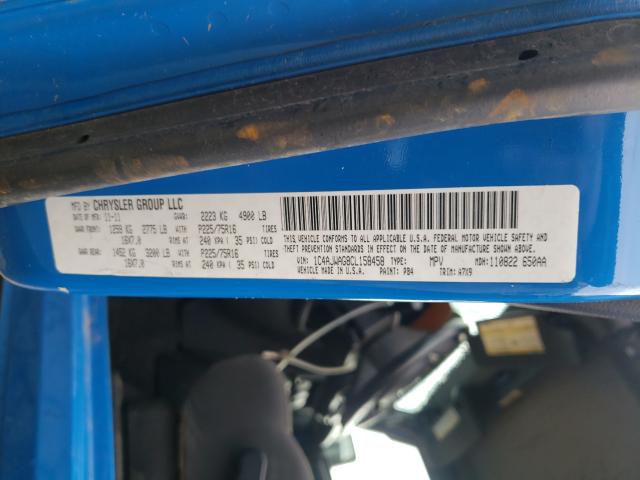 MFD BY CHRYSLER GROUP LLC
DATE OF MFR: 11-11 GVWR: 2223 KG 4900 LB
GAWR FRONT: 1259 KG 2775 LB WITH P225/75R16 TIRES
16X7.0 RIMS AT 240 KPA ( 35 PSI) COLD
GAWR REAR: 1452 KG 3200 LB WITH P225/75R16 TIRES
16X7.0 RIMS AT 240 KPA ( 35 PSI) COLD
THIS VEHICLE CONFORMS TO ALL APPLICABLE U.S.A. FEDERAL MOTOR VEHICLE SAFETY AND
THEFT PREVENTION STANDARDS IN EFFECT ON THE DATE OF MANUFACTURE SHOWN ABOVE.
VIN: 1C4AJWAG8CL158458 TYPE: MPV MDH: 110822 650AA
MADE IN U.S.A. PAINT: PB4 TRIM: A7X9